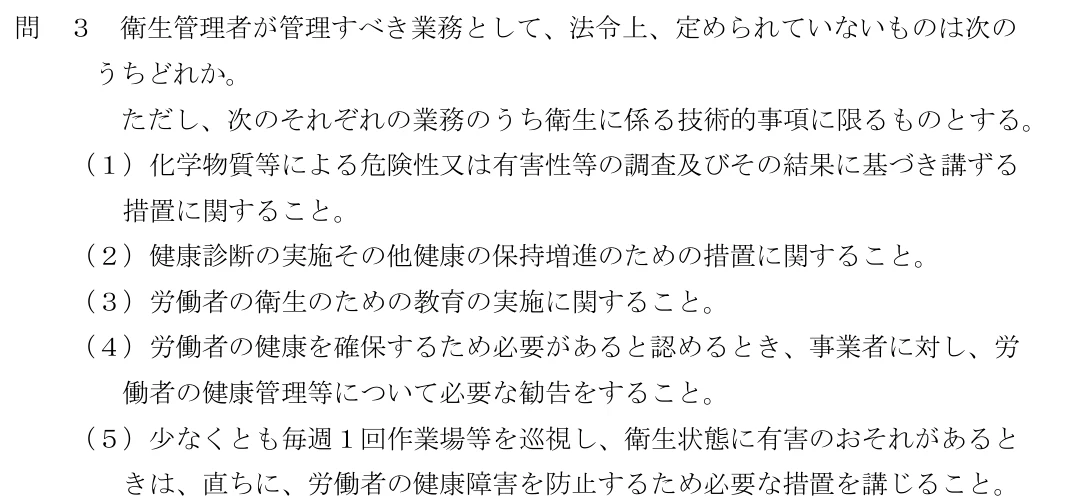 問　３　衛生管理者が管理すべき業務として、法令上、定められていないものは次の
うちどれか。
ただし、次のそれぞれの業務のうち衛生に係る技術的事項に限るものとする。
（１）化学物質等による危険性又は有害性等の調査及びその結果に基づき講ずる
措置に関すること。
（２）健康診断の実施その他健康の保持増進のための措置に関すること。
（３）労働者の衛生のための教育の実施に関すること。
（４）労働者の健康を確保するため必要があると認めるとき、事業者に対し、労
働者の健康管理等について必要な勧告をすること。
（５）少なくとも毎週１回作業場等を巡視し、衛生状態に有害のおそれがあると
きは、直ちに、労働者の健康障害を防止するため必要な措置を講じること。